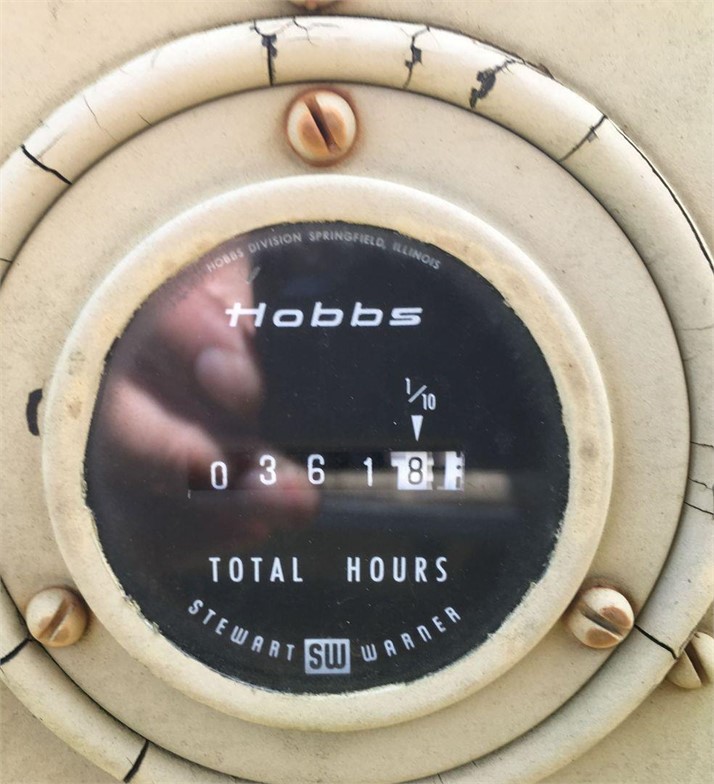 HOBBS DIVISION SPRINGFIELD, ILLINOIS
Hobbs
1/10
0 3 6 1 8
TOTAL HOURS
STEWART SW WARNER